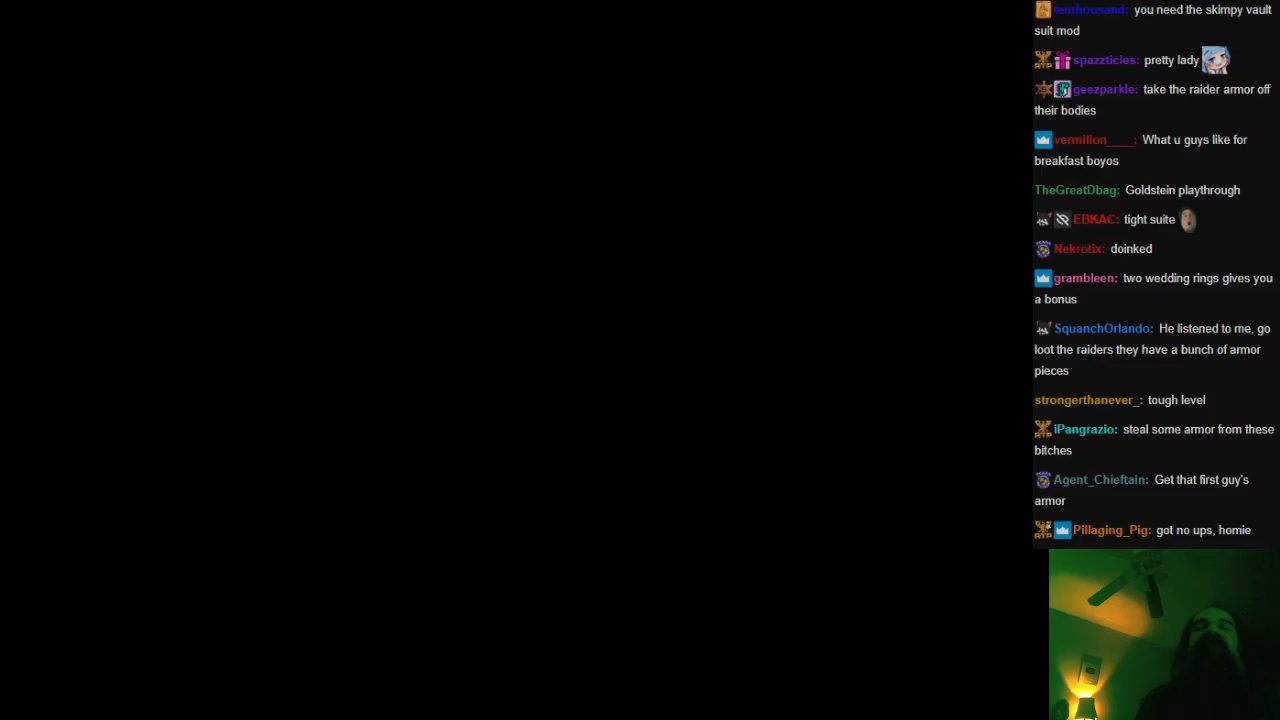 tenthousand: you need the skimpy vault
suit mod
spazzticles: pretty lady
geezparkle: take the raider armor off
their bodies
vermilion____: What u guys like for
breakfast boyos
TheGreatDbag: Goldstein playthrough
EBKAC: tight suite
Nekrotix: doinked
grambleen: two wedding rings gives you
a bonus
SquanchOrlando: He listened to me, go
loot the raiders they have a bunch of armor
pieces
strongerthanever_: tough level
iPangrazio: steal some armor from these
bitches
Agent_Chieftain: Get that first guy's
armor
Pillaging_Pig: got no ups, homie